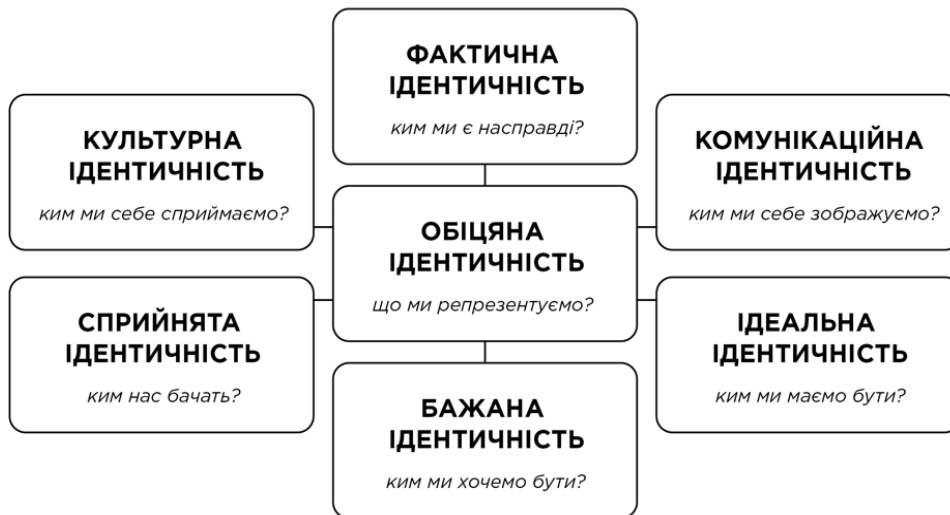 ФАКТИЧНА
ІДЕНТИЧНІСТЬ
ким ми є насправді?
КУЛЬТУРНА
ІДЕНТИЧНІСТЬ
ким ми себе сприймаємо?
КОМУНІКАЦІЙНА
ІДЕНТИЧНІСТЬ
ким ми себе зображуємо?
ОБІЦЯНА
ІДЕНТИЧНІСТЬ
що ми репрезентуємо?
СПРИЙНЯТА
ІДЕНТИЧНІСТЬ
ким нас бачать?
ІДЕАЛЬНА
ІДЕНТИЧНІСТЬ
ким ми маємо бути?
БАЖАНА
ІДЕНТИЧНІСТЬ
ким ми хочемо бути?